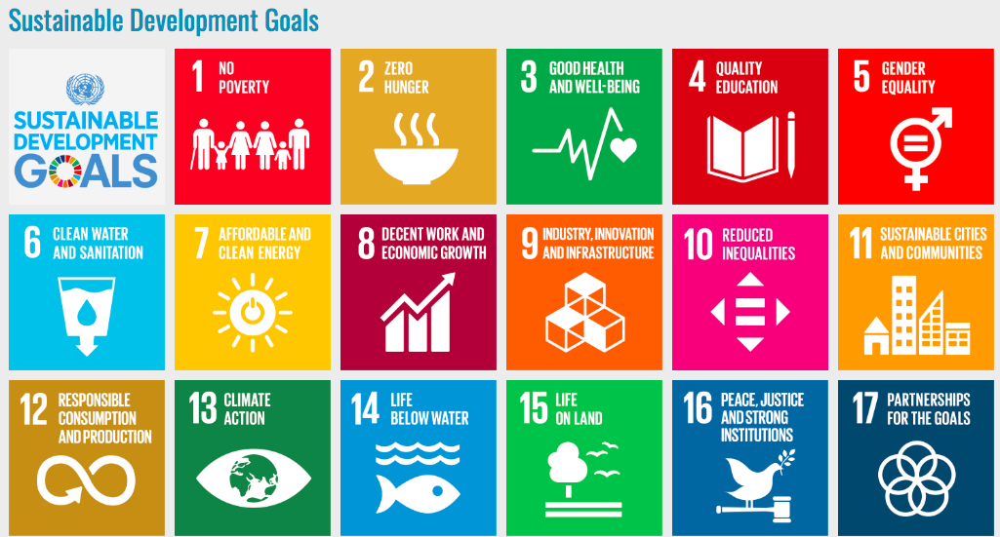 Sustainable Development Goals
SUSTAINABLE
DEVELOPMENT
GOALS
1 NO
POVERTY
2 ZERO
HUNGER
3 GOOD HEALTH
AND WELL-BEING
4 QUALITY
EDUCATION
5 GENDER
EQUALITY
6 CLEAN WATER
AND SANITATION
7 AFFORDABLE AND
CLEAN ENERGY
8 DECENT WORK AND
ECONOMIC GROWTH
9 INDUSTRY, INNOVATION
AND INFRASTRUCTURE
10 REDUCED
INEQUALITIES
11 SUSTAINABLE CITIES
AND COMMUNITIES
12 RESPONSIBLE
CONSUMPTION
AND PRODUCTION
13 CLIMATE
ACTION
14 LIFE
BELOW WATER
15 LIFE
ON LAND
16 PEACE, JUSTICE
AND STRONG
INSTITUTIONS
17 PARTNERSHIPS
FOR THE GOALS